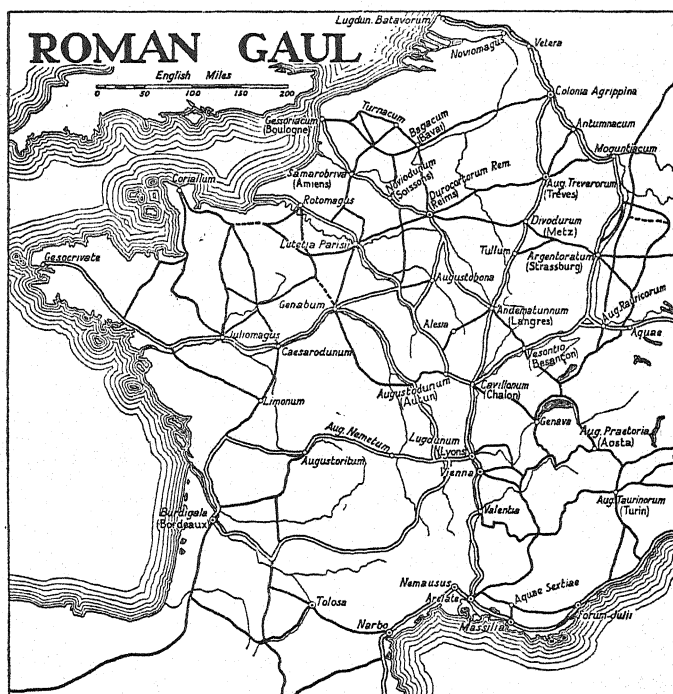 Lugdun. Batavorum
ROMAN GAUL
Noviomagus
Vetera
English Miles
0 50 100 150 200
Colonia Agrippina
Turnacum
Gesoriacum
(Boulogne)
Bagacum
(Bavai)
Antumnacum
Moguntiacum
Samarobriva
(Amiens)
Noviodunum
(Soissons)
Durocortorum Rem.
(Reims)
Aug. Treverorum
(Trèves)
Coriallum
Rotomagus
Divodurum
(Metz)
Lutetia Parisii
Tullum
Argentoratum
(Strassburg)
Gesocrivate
Augustobona
Genabum
Andematunnum
(Langres)
Aug. Rauricorum
Alesia
Aquae
Juliomagus
Caesarodunum
Vesontio
(Besançon)
Augustodunum
(Autun)
Cavillonum
(Chalon)
Limonum
Genava
Aug. Praetoria
(Aosta)
Aug. Nemetum
Lugdunum
(Lyons)
Augustoritum
Vienna
Aug. Taurinorum
(Turin)
Burdigala
(Bordeaux)
Valentia
Nemausus
Arelate
Aquae Sextiae
Tolosa
Forum Julii
Narbo
Massilia